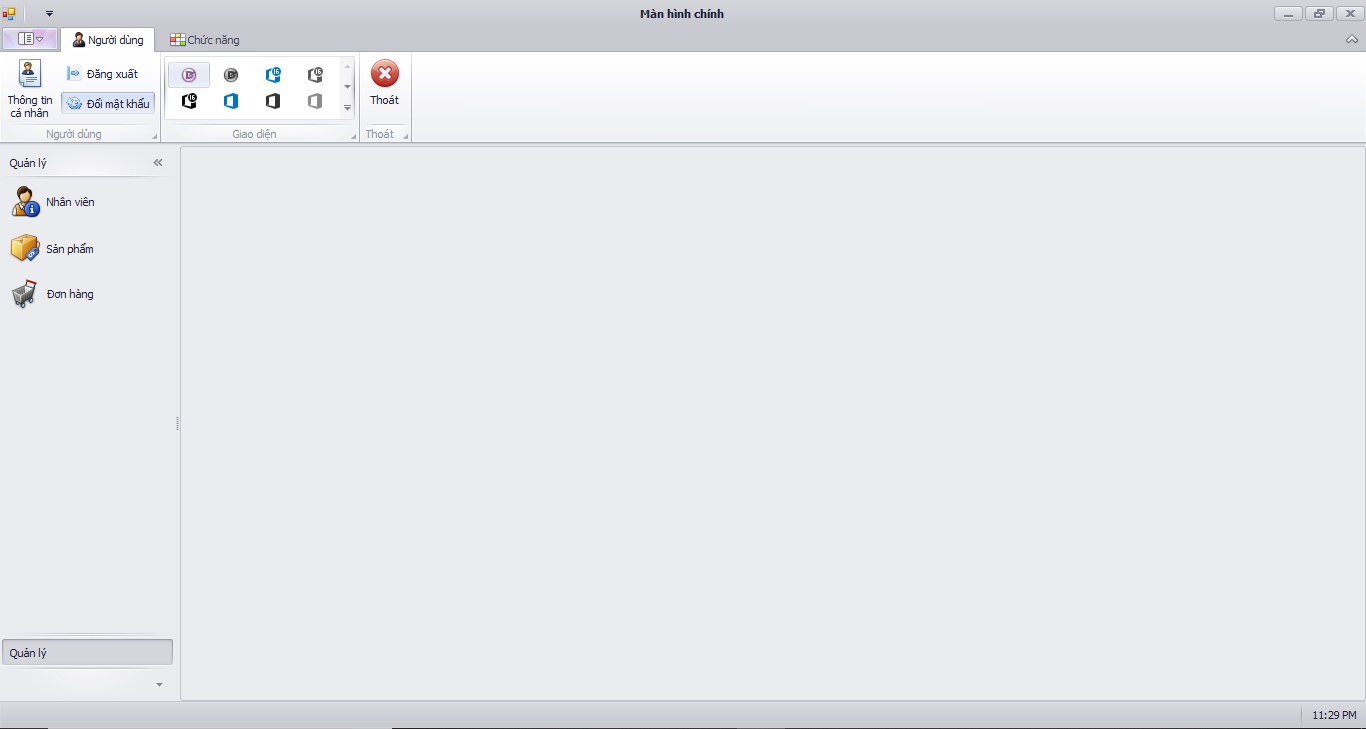 Màn hình chính
Người dùng
Chức năng
Thông tin
cá nhân
Đăng xuất
Đổi mật khẩu
Người dùng
Giao diện
Thoát
Thoát
Quản lý
Nhân viên
Sản phẩm
Đơn hàng
Quản lý
11:29 PM